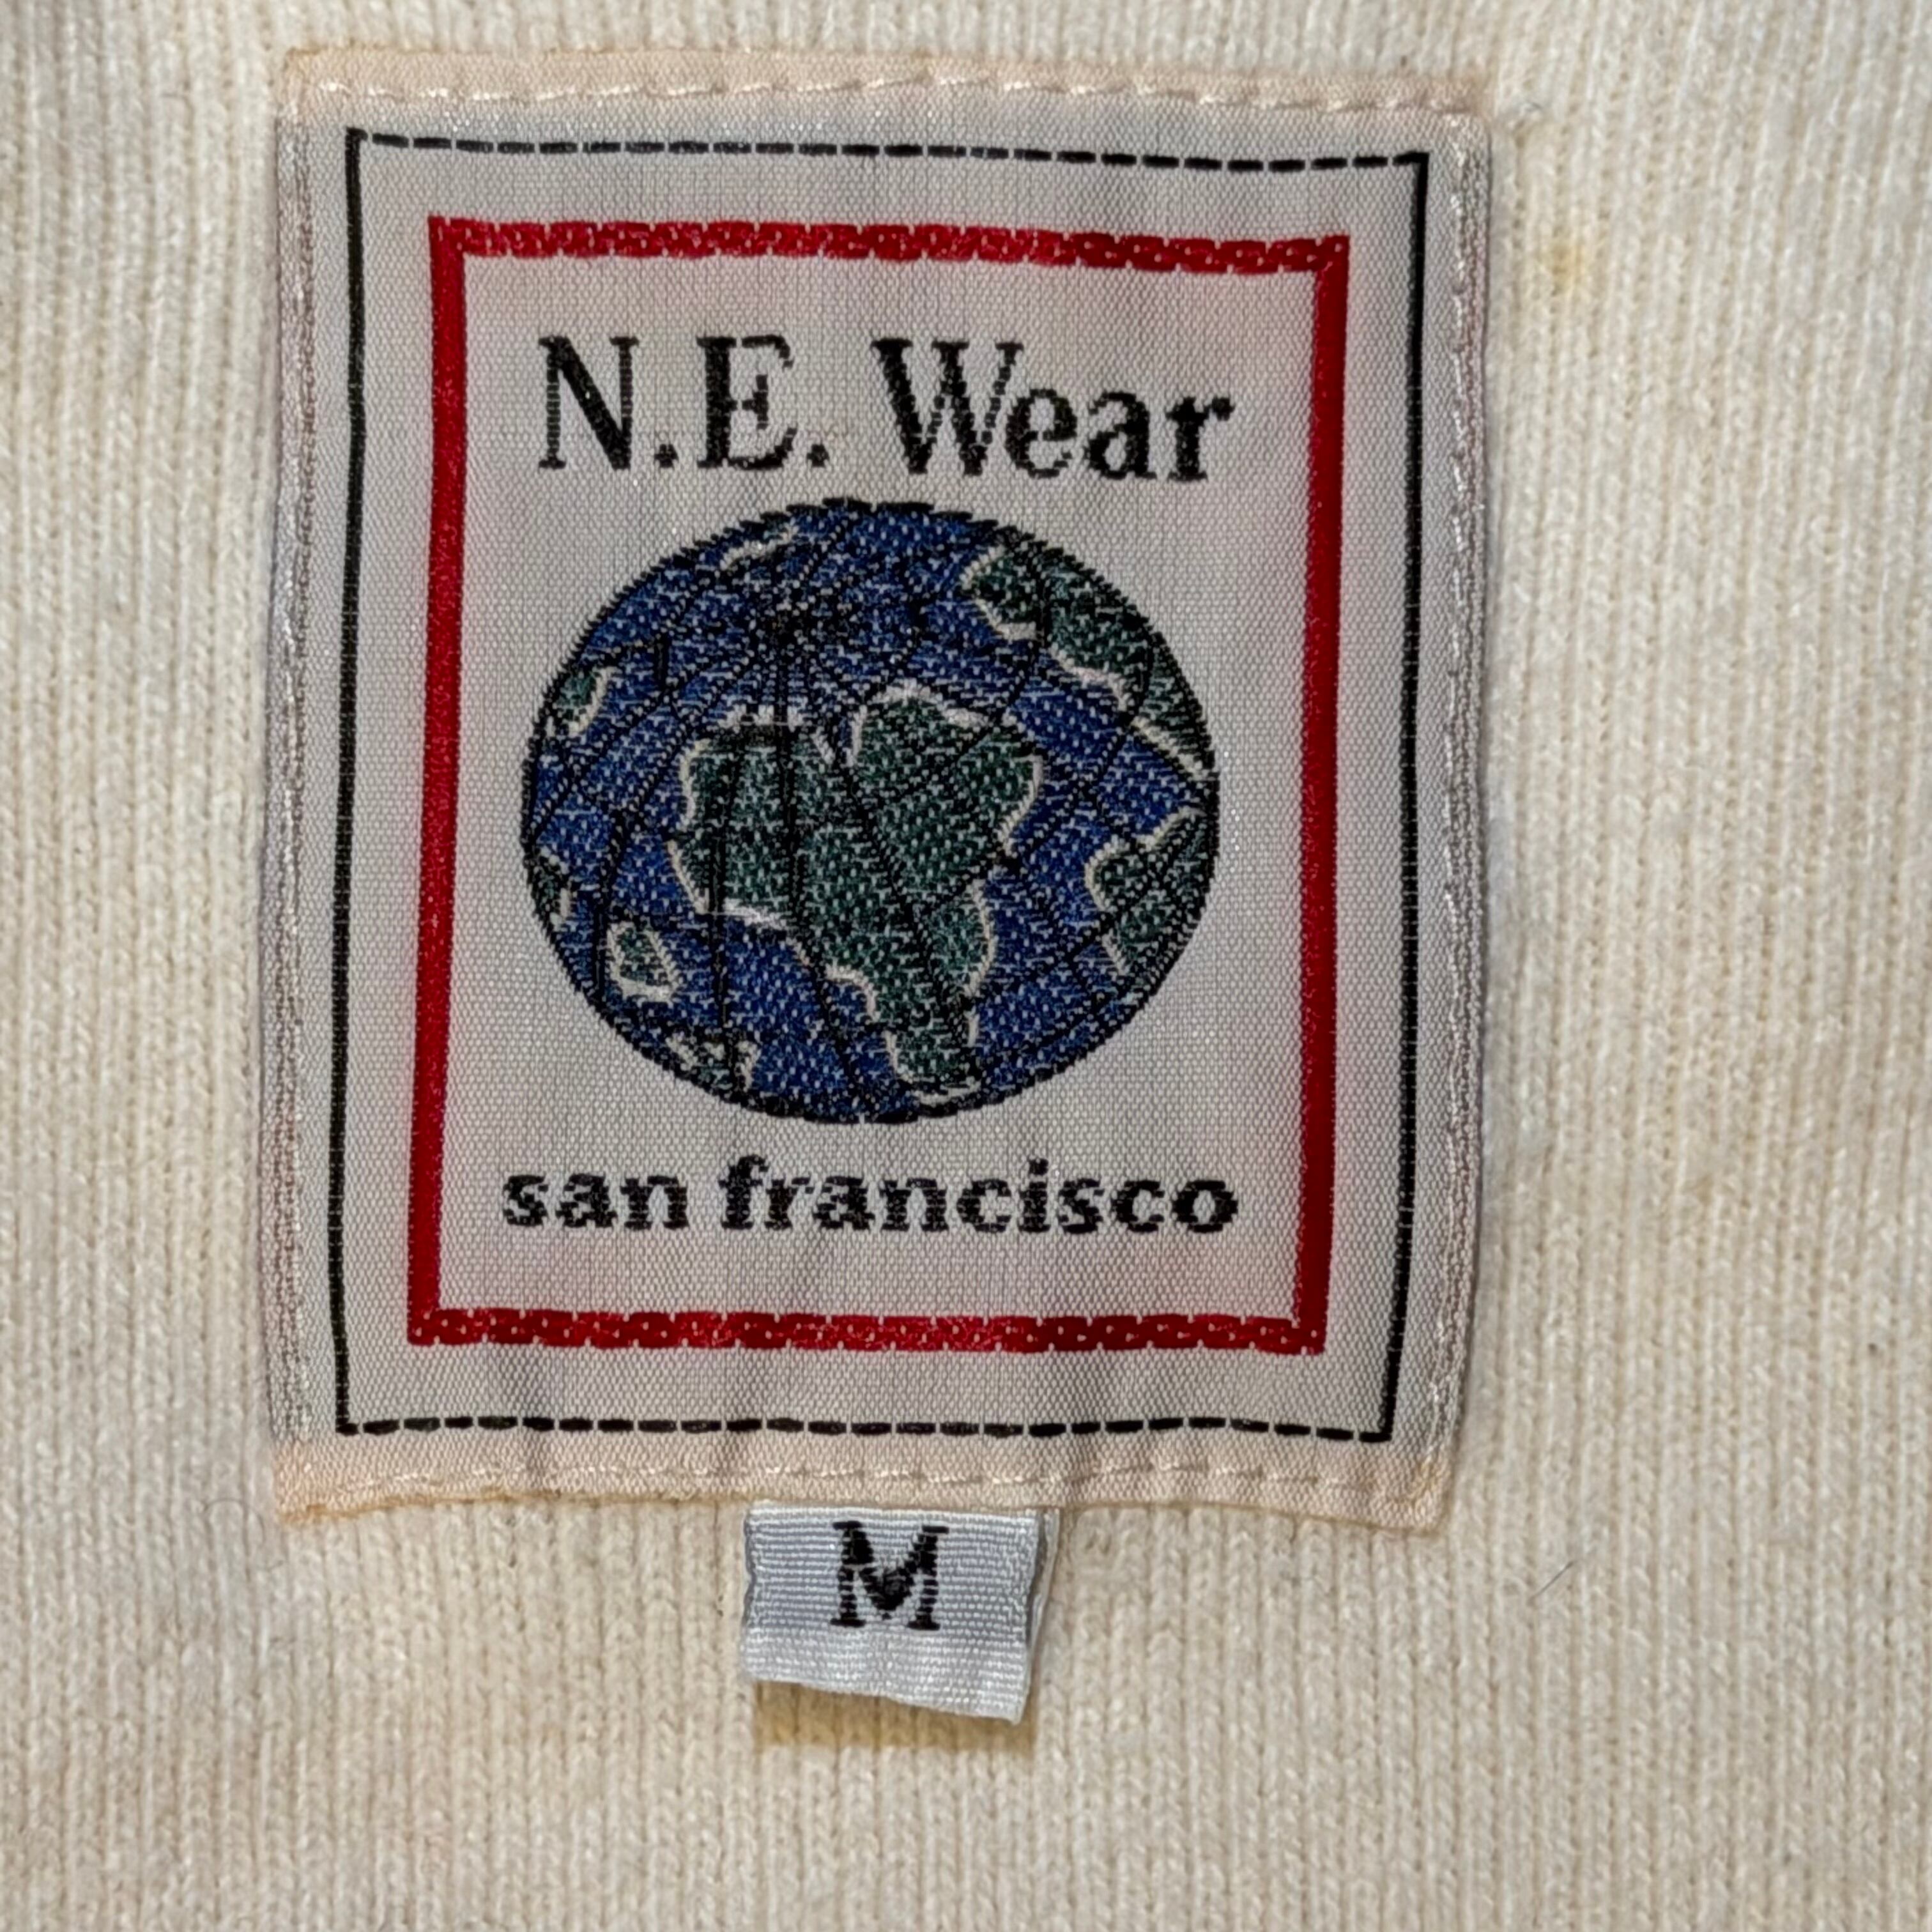 N.E. Wear
san francisco
M